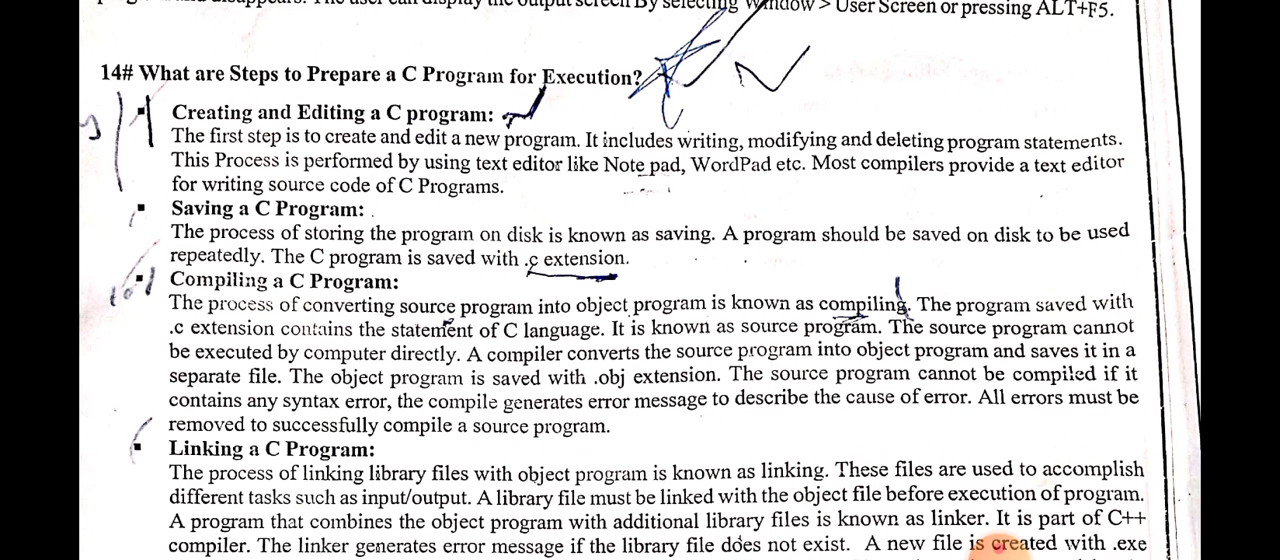 program and disappears. The user can display the output screen By selecting Window > User Screen or pressing ALT+F5.
14# What are Steps to Prepare a C Program for Execution?
▪ Creating and Editing a C program:
The first step is to create and edit a new program. It includes writing, modifying and deleting program statements.
This Process is performed by using text editor like Note pad, WordPad etc. Most compilers provide a text editor
for writing source code of C Programs.
▪ Saving a C Program:
The process of storing the program on disk is known as saving. A program should be saved on disk to be used
repeatedly. The C program is saved with .c extension.
▪ Compiling a C Program:
The process of converting source program into object program is known as compiling. The program saved with
.c extension contains the statement of C language. It is known as source program. The source program cannot
be executed by computer directly. A compiler converts the source program into object program and saves it in a
separate file. The object program is saved with .obj extension. The source program cannot be compiled if it
contains any syntax error, the compile generates error message to describe the cause of error. All errors must be
removed to successfully compile a source program.
▪ Linking a C Program:
The process of linking library files with object program is known as linking. These files are used to accomplish
different tasks such as input/output. A library file must be linked with the object file before execution of program.
A program that combines the object program with additional library files is known as linker. It is part of C++
compiler. The linker generates error message if the library file does not exist. A new file is created with .exe